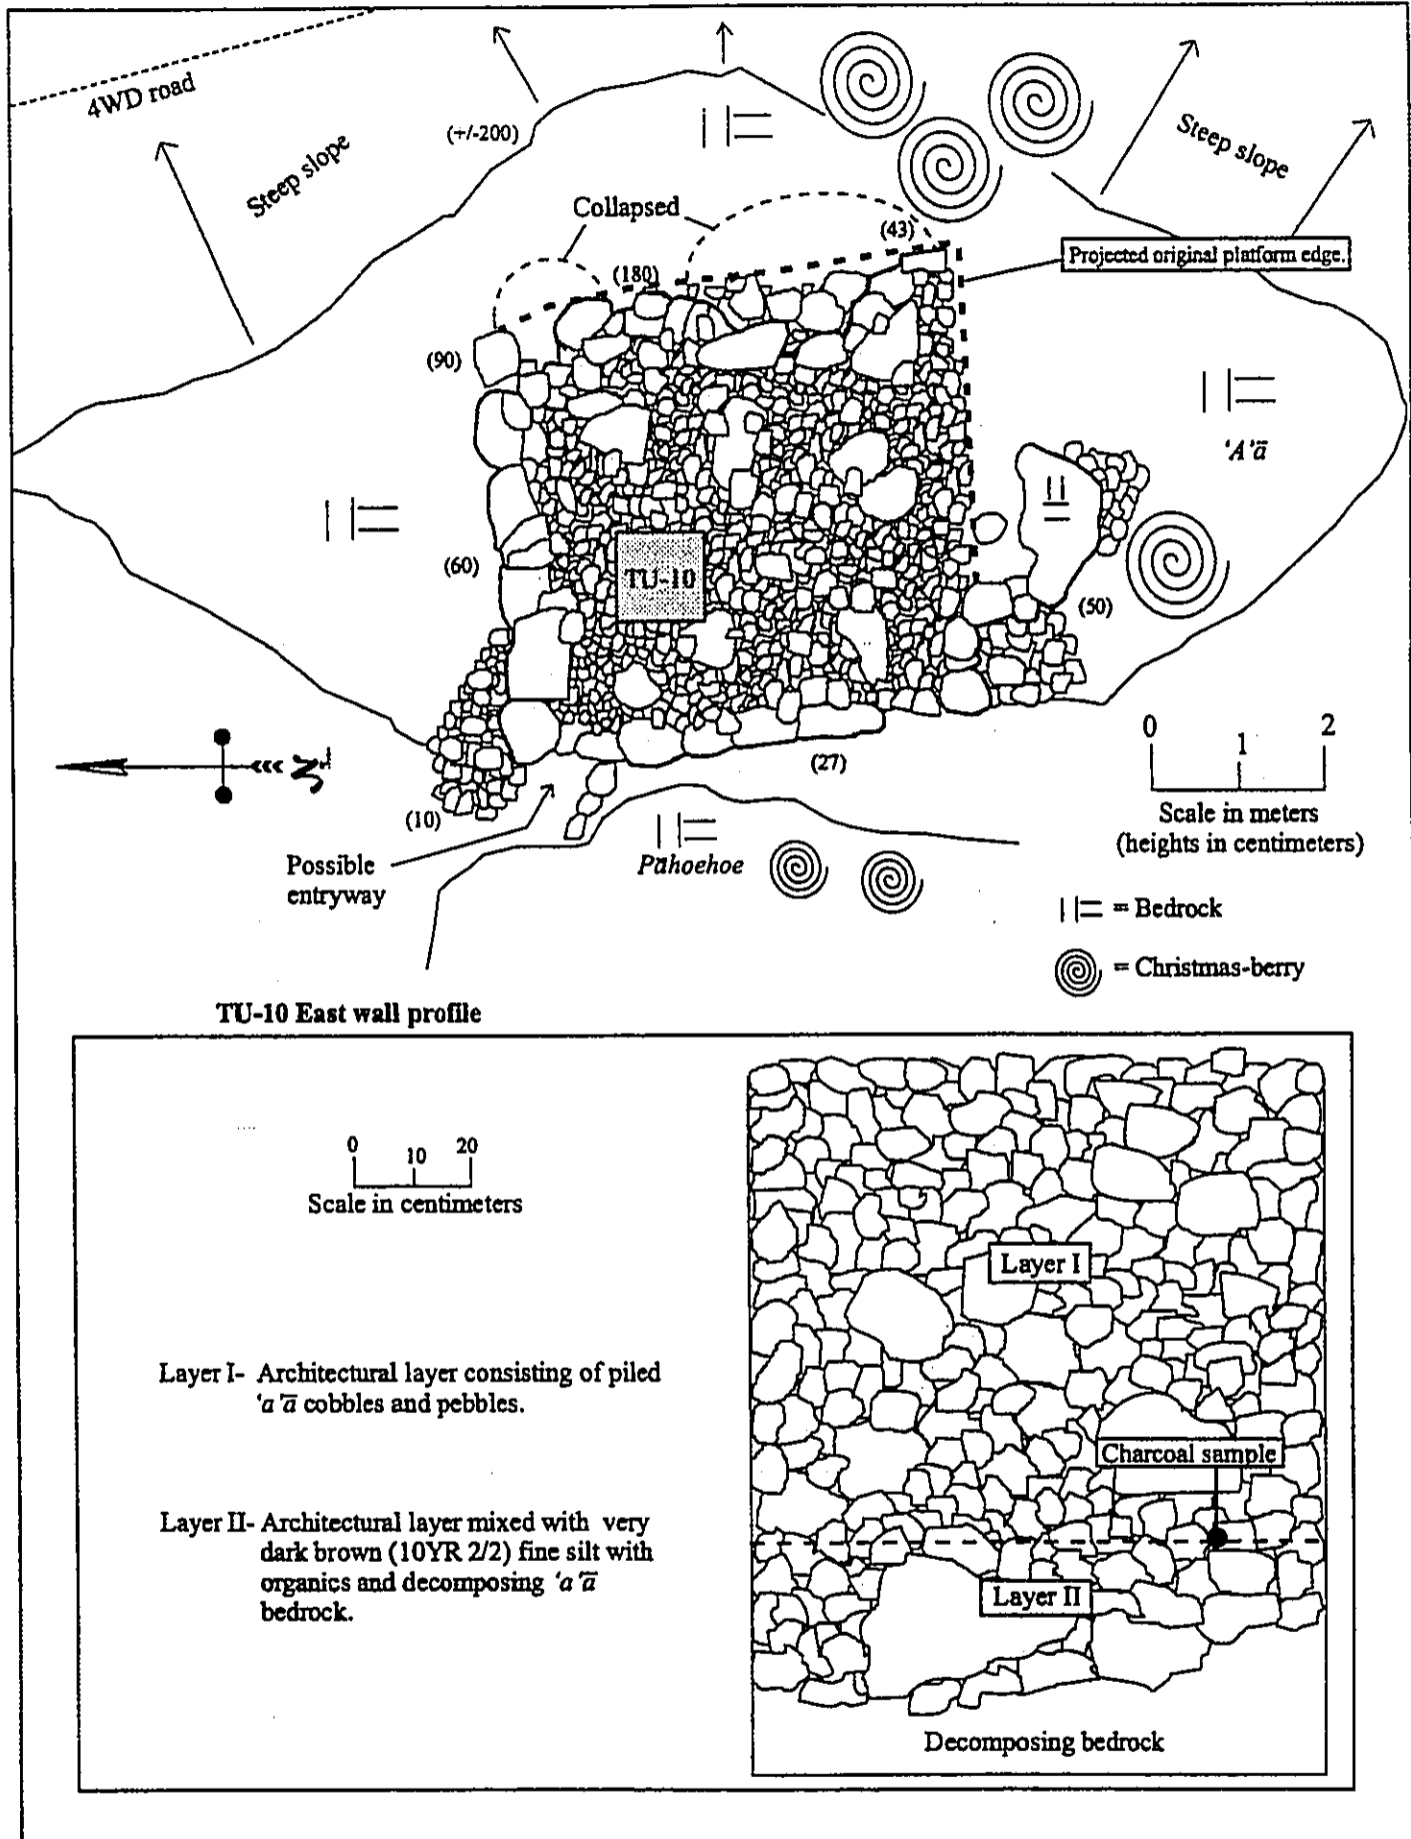 4WD road
Steep slope
(+/-200)
Steep slope
Collapsed
(43)
Projected original platform edge.
(180)
(90)
ʻAʻā
(60)
TU-10
(50)
(27)
(10)
Possible
entryway
Pāhoehoe
0 1 2
Scale in meters
(heights in centimeters)
= Bedrock
= Christmas-berry
TU-10 East wall profile
0 10 20
Scale in centimeters
Layer I
Layer I- Architectural layer consisting of piled
ʻaʻā cobbles and pebbles.
Charcoal sample
Layer II- Architectural layer mixed with very
dark brown (10YR 2/2) fine silt with
organics and decomposing ʻaʻā
bedrock.
Layer II
Decomposing bedrock